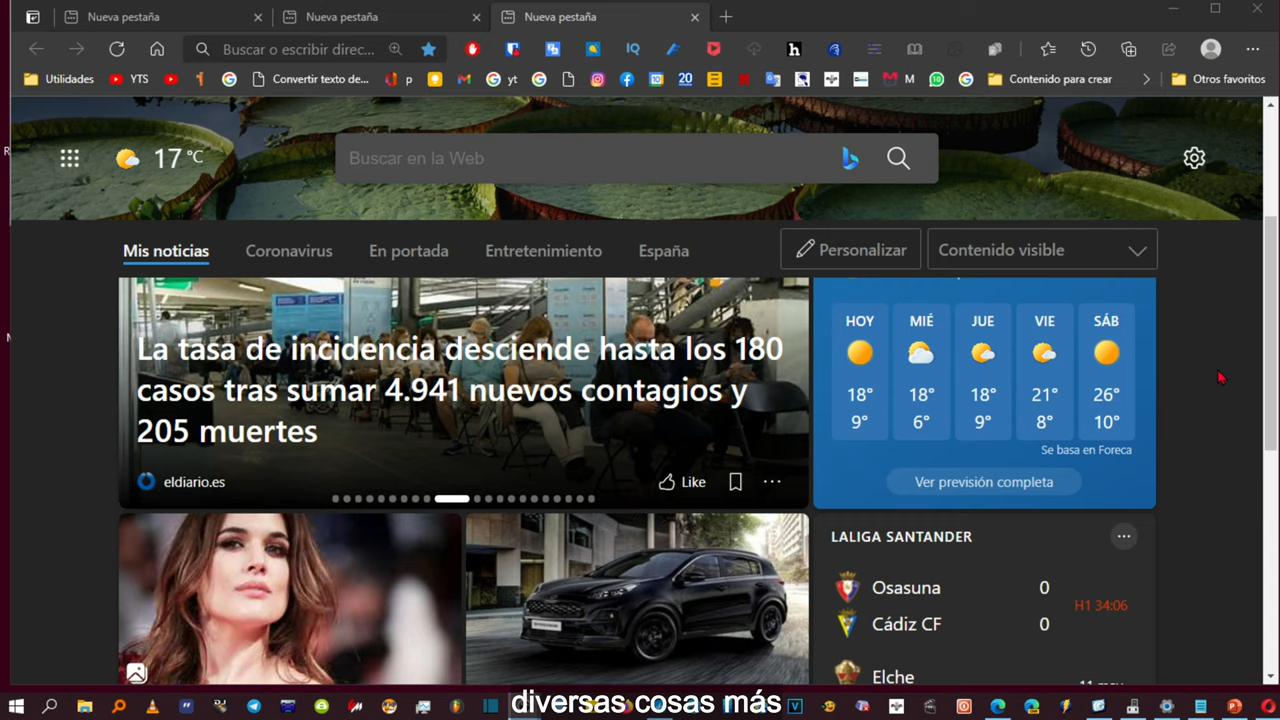 Nueva pestaña
Nueva pestaña
Nueva pestaña
Buscar o escribir direc...
Utilidades
YTS
Convertir texto de...
p
yt
20
M
Contenido para crear
Otros favoritos
17 °C
Buscar en la Web
Mis noticias
Coronavirus
En portada
Entretenimiento
España
Personalizar
Contenido visible
La tasa de incidencia desciende hasta los 180
casos tras sumar 4.941 nuevos contagios y
205 muertes
eldiario.es
Like
HOY MIÉ JUE VIE SÁB
18° 18° 18° 21° 26°
9° 6° 9° 8° 10°
Se basa en Foreca
Ver previsión completa
LALIGA SANTANDER
Osasuna 0
H1 34:06
Cádiz CF 0
Elche
diversas cosas más